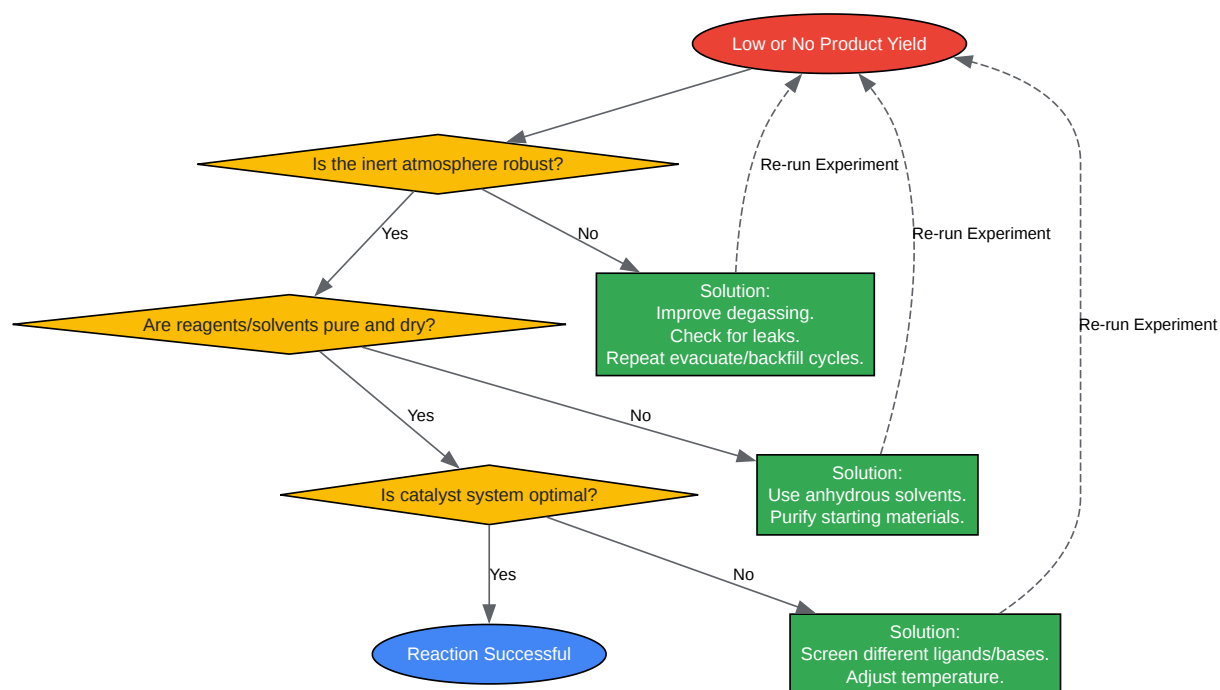 Low or No Product Yield
Is the inert atmosphere robust?
Re-run Experiment
Yes
No
Re-run Experiment
Solution:
Improve degassing.
Check for leaks.
Repeat evacuate/backfill cycles.
Are reagents/solvents pure and dry?
Re-run Experiment
Yes
No
Solution:
Use anhydrous solvents.
Purify starting materials.
Is catalyst system optimal?
Yes
No
Solution:
Screen different ligands/bases.
Adjust temperature.
Reaction Successful